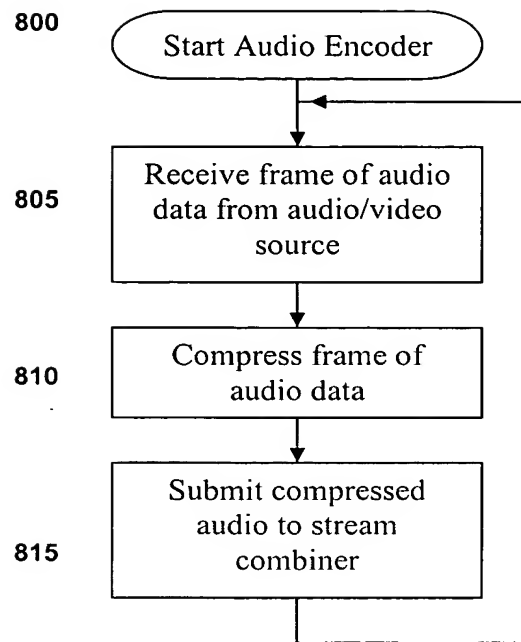 800
Start Audio Encoder
805
Receive frame of audio
data from audio/video
source
810
Compress frame of
audio data
Submit compressed
audio to stream
815
combiner